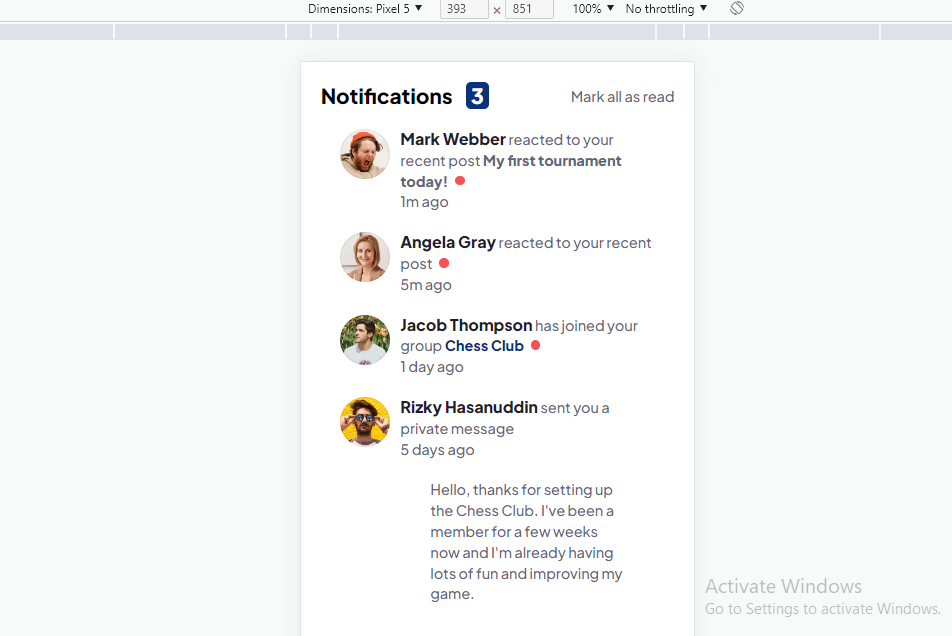 Dimensions: Pixel 5 ▼ 393 × 851 100% ▼ No throttling ▼
Notifications 3 Mark all as read
Mark Webber reacted to your
recent post My first tournament
today!
1m ago
Angela Gray reacted to your recent
post
5m ago
Jacob Thompson has joined your
group Chess Club
1 day ago
Rizky Hasanuddin sent you a
private message
5 days ago
Hello, thanks for setting up
the Chess Club. I've been a
member for a few weeks
now and I'm already having
lots of fun and improving my
game.
Activate Windows
Go to Settings to activate Windows.